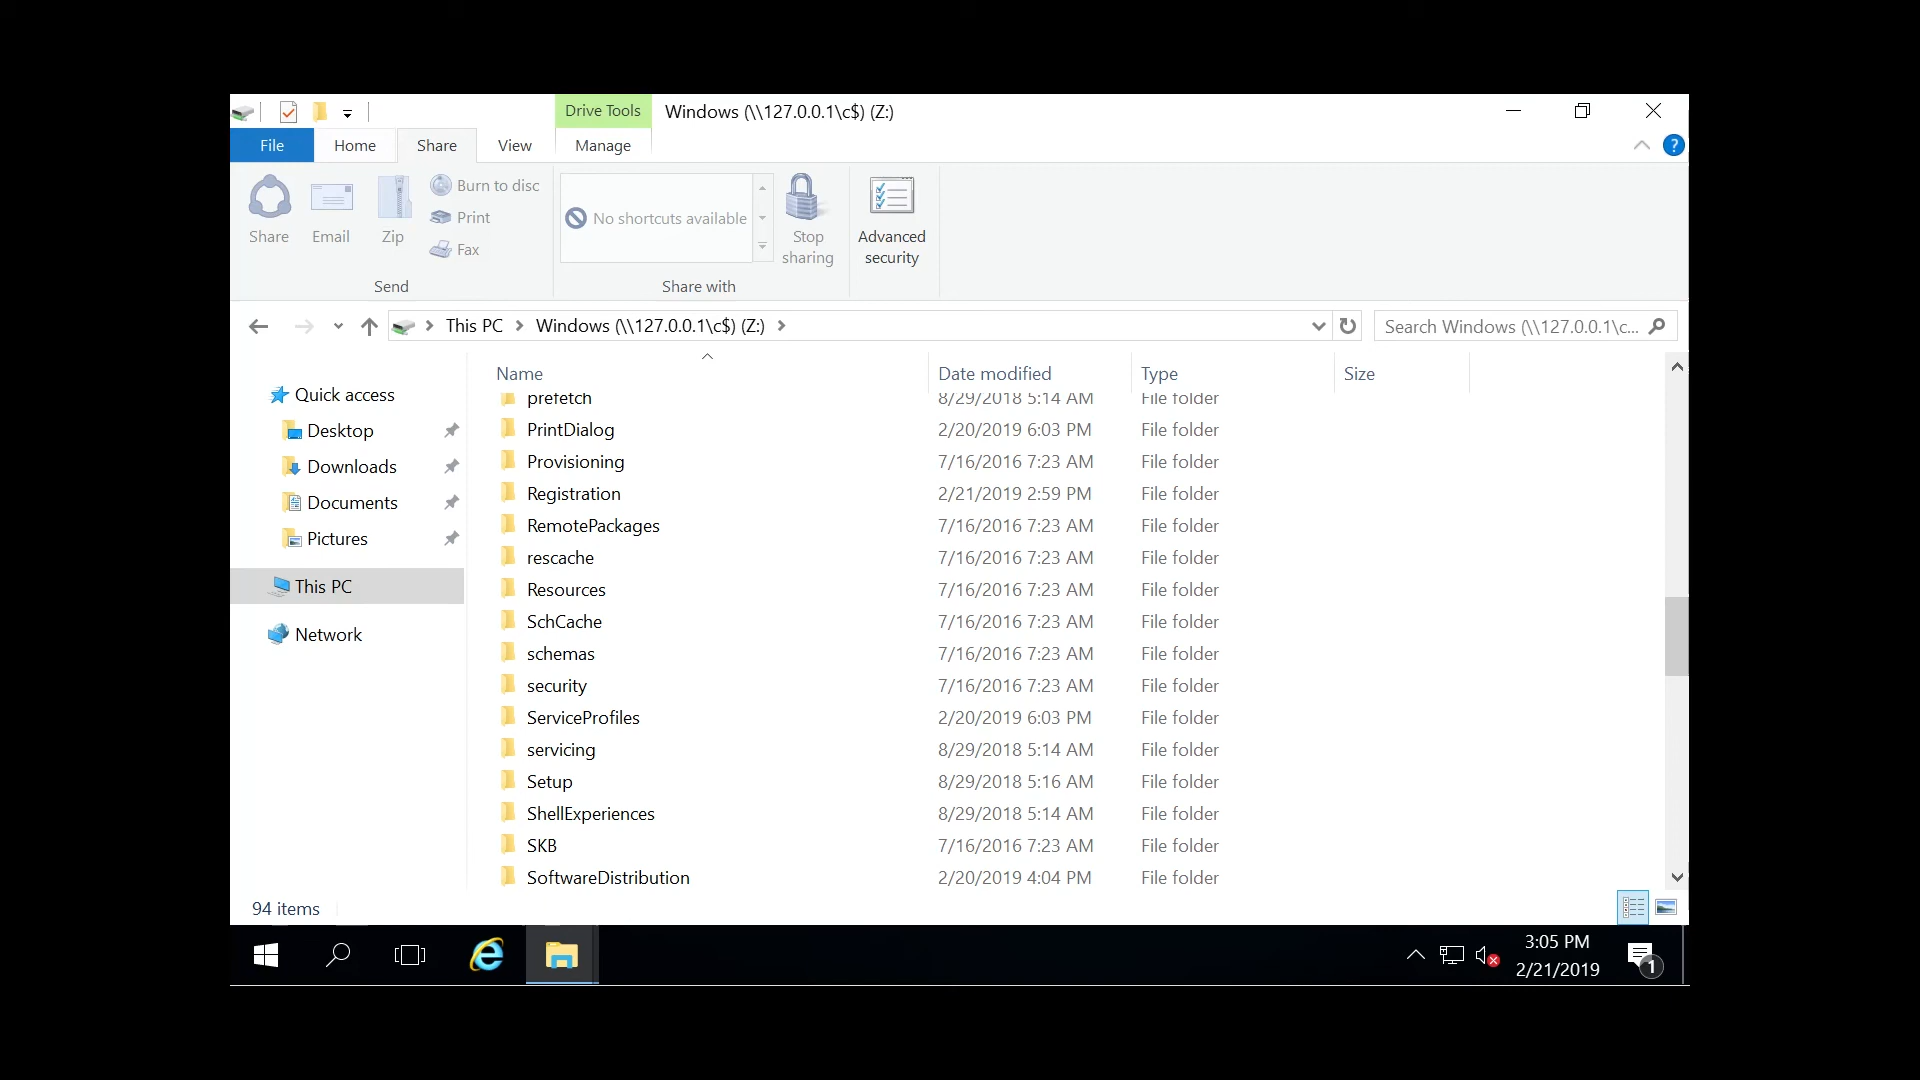 Drive Tools
Windows (\\127.0.0.1\c$) (Z:)
File
Home
Share
View
Manage
?
Share
Email
Zip
Burn to disc
Print
Fax
Send
No shortcuts available
Stop
sharing
Share with
Advanced
security
This PC
Windows (\\127.0.0.1\c$) (Z:)
Search Windows (\\127.0.0.1\c...
Quick access
Desktop
Downloads
Documents
Pictures
This PC
Network
Name
Date modified
Type
Size
prefetch 8/29/2018 5:14 AM File folder
PrintDialog 2/20/2019 6:03 PM File folder
Provisioning 7/16/2016 7:23 AM File folder
Registration 2/21/2019 2:59 PM File folder
RemotePackages 7/16/2016 7:23 AM File folder
rescache 7/16/2016 7:23 AM File folder
Resources 7/16/2016 7:23 AM File folder
SchCache 7/16/2016 7:23 AM File folder
schemas 7/16/2016 7:23 AM File folder
security 7/16/2016 7:23 AM File folder
ServiceProfiles 2/20/2019 6:03 PM File folder
servicing 8/29/2018 5:14 AM File folder
Setup 8/29/2018 5:16 AM File folder
ShellExperiences 8/29/2018 5:14 AM File folder
SKB 7/16/2016 7:23 AM File folder
SoftwareDistribution 2/20/2019 4:04 PM File folder
94 items
3:05 PM
2/21/2019
1